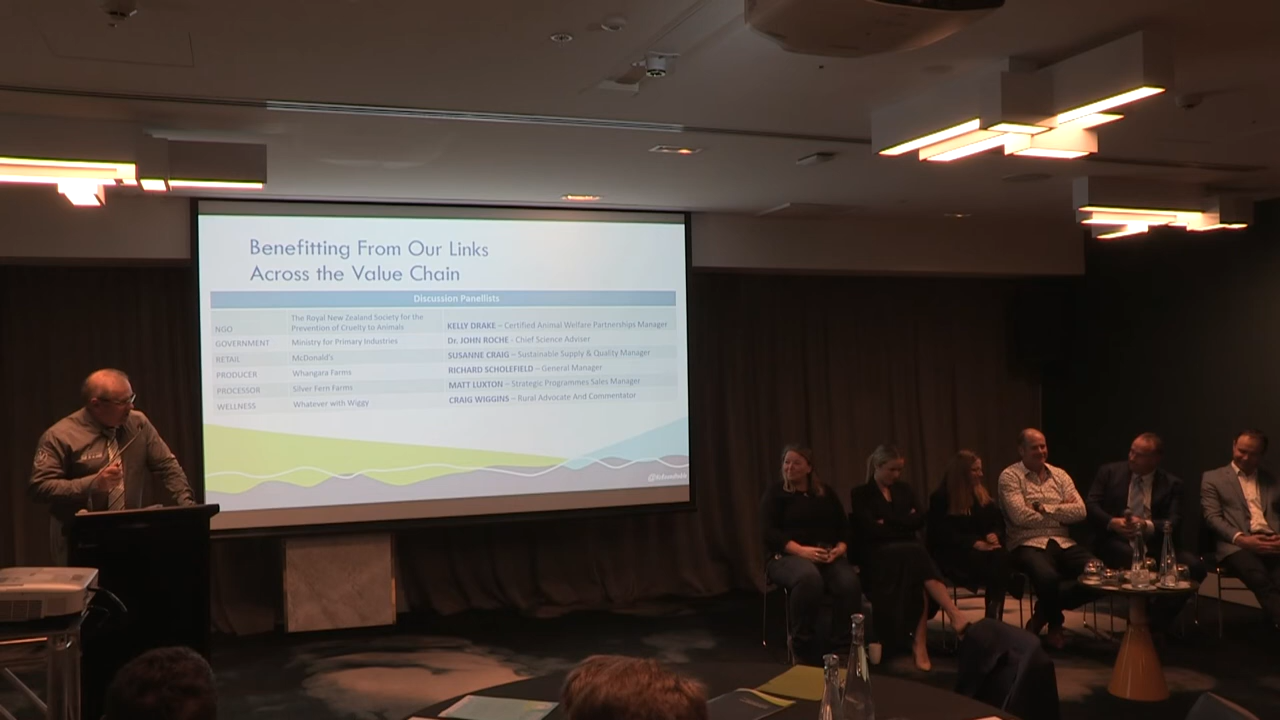 Benefitting From Our Links
Across the Value Chain
Discussion Panellists
NGO
The Royal New Zealand Society for the
Prevention of Cruelty to Animals
KELLY DRAKE – Certified Animal Welfare Partnerships Manager
GOVERNMENT Ministry for Primary Industries Dr. JOHN ROCHE - Chief Science Adviser
RETAIL McDonald's SUSANNE CRAIG – Sustainable Supply & Quality Manager
PRODUCER Whangara Farms RICHARD SCHOLEFIELD – General Manager
PROCESSOR Silver Fern Farms MATT LUXTON – Strategic Programmes Sales Manager
WELLNESS Whatever with Wiggy CRAIG WIGGINS – Rural Advocate And Commentator